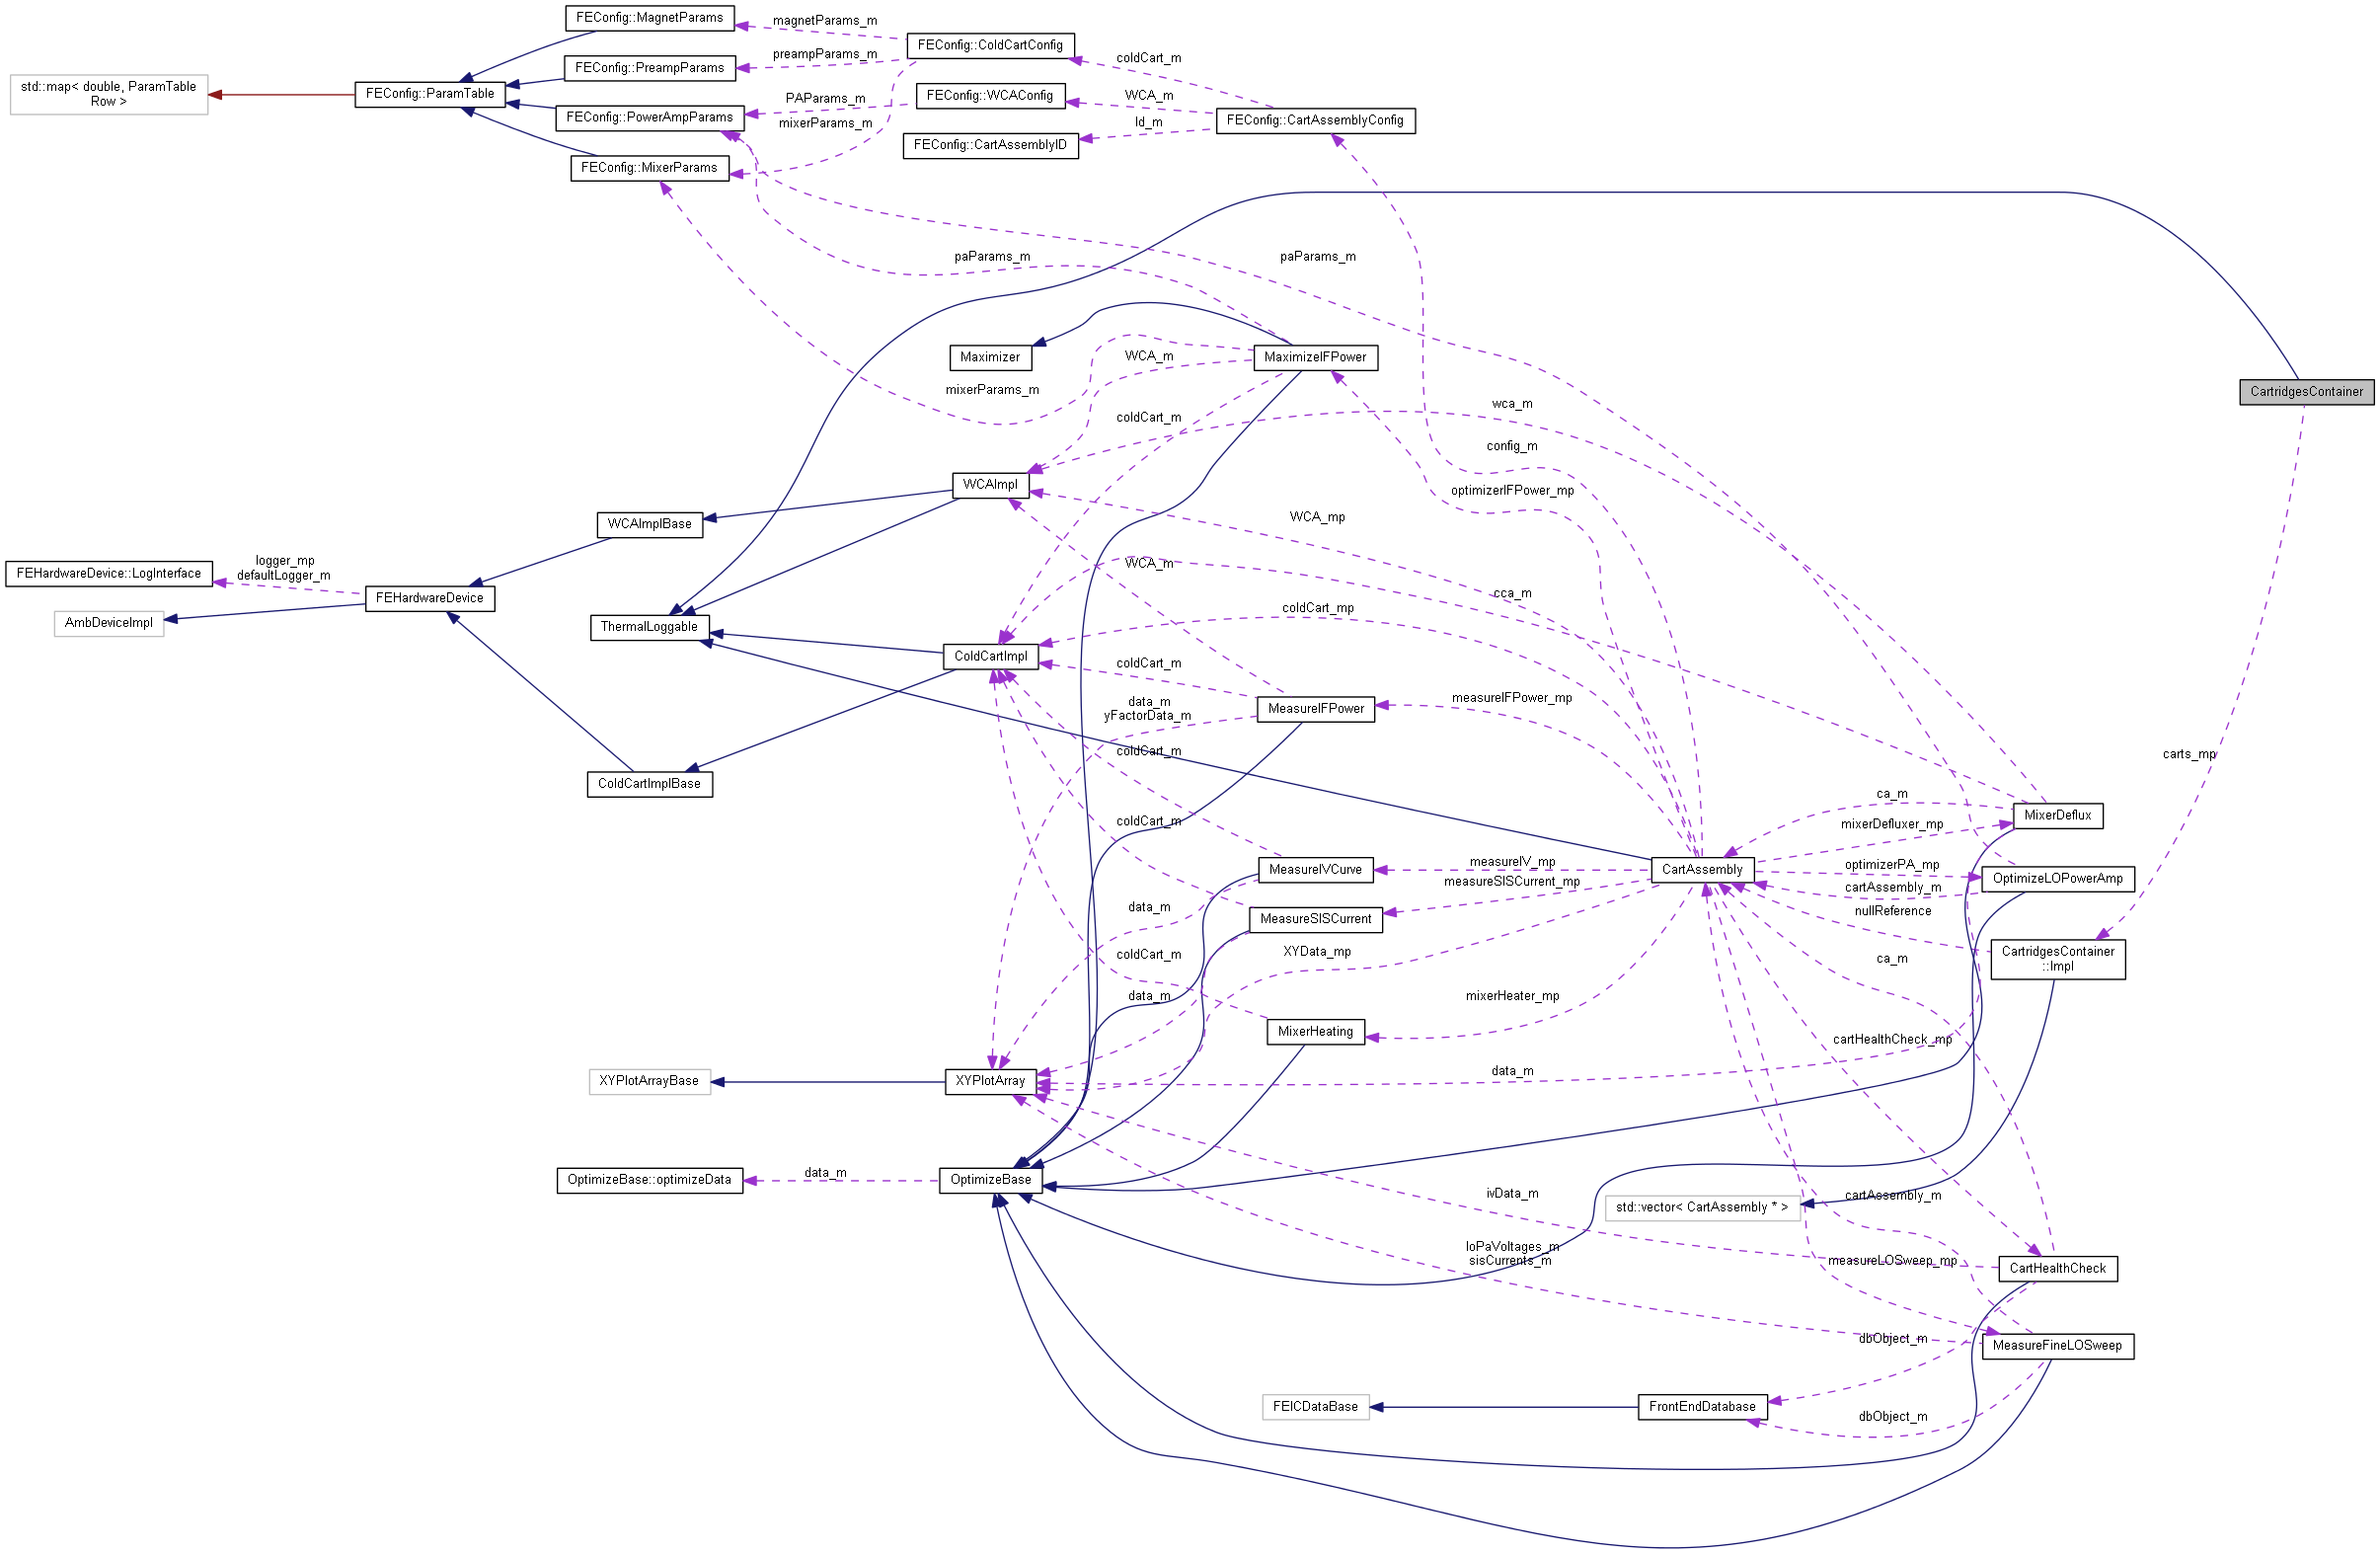 FEConfig::MagnetParams
magnetParams_m
FEConfig::ColdCartConfig
preampParams_m
FEConfig::PreampParams
coldCart_m
std::map< double, ParamTable
Row >
FEConfig::ParamTable
PAParams_m
FEConfig::WCAConfig
WCA_m
FEConfig::PowerAmpParams
mixerParams_m
Id_m
FEConfig::CartAssemblyConfig
FEConfig::CartAssemblyID
FEConfig::MixerParams
paParams_m
paParams_m
Maximizer
WCA_m
MaximizeIFPower
mixerParams_m
CartridgesContainer
wca_m
coldCart_m
config_m
WCAImpl
optimizerIFPower_mp
WCAImplBase
WCA_mp
logger_mp
defaultLogger_m
FEHardwareDevice::LogInterface
WCA_m
FEHardwareDevice
cca_m
AmbDeviceImpl
ThermalLoggable
coldCart_mp
ColdCartImpl
coldCart_m
measureIFPower_mp
data_m
yFactorData_m
MeasureIFPower
coldCart_m
carts_mp
ColdCartImplBase
ca_m
MixerDeflux
coldCart_m
mixerDefluxer_mp
MeasureIVCurve
measureIV_mp
CartAssembly
optimizerPA_mp
OptimizeLOPowerAmp
measureSISCurrent_mp
cartAssembly_m
data_m
MeasureSISCurrent
nullReference
coldCart_m
XYData_mp
ca_m
CartridgesContainer
::Impl
data_m
mixerHeater_mp
MixerHeating
cartHealthCheck_mp
XYPlotArrayBase
XYPlotArray
data_m
OptimizeBase::optimizeData
data_m
OptimizeBase
ivData_m
cartAssembly_m
std::vector< CartAssembly * >
loPaVoltages_m
sisCurrents_m
measureLOSweep_mp
CartHealthCheck
dbObject_m
MeasureFineLOSweep
FEICDataBase
FrontEndDatabase
dbObject_m